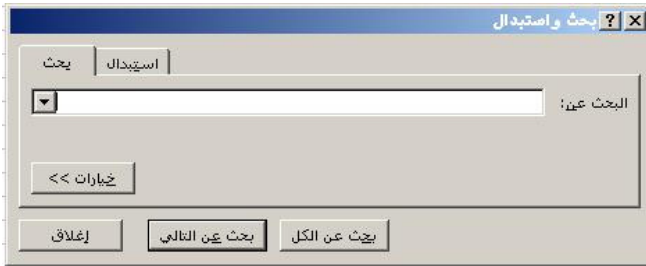 بحث واستبدال
بحث استبدال
البحث عن:
خيارات >>
بحث عن الكل بحث عن التالي إغلاق